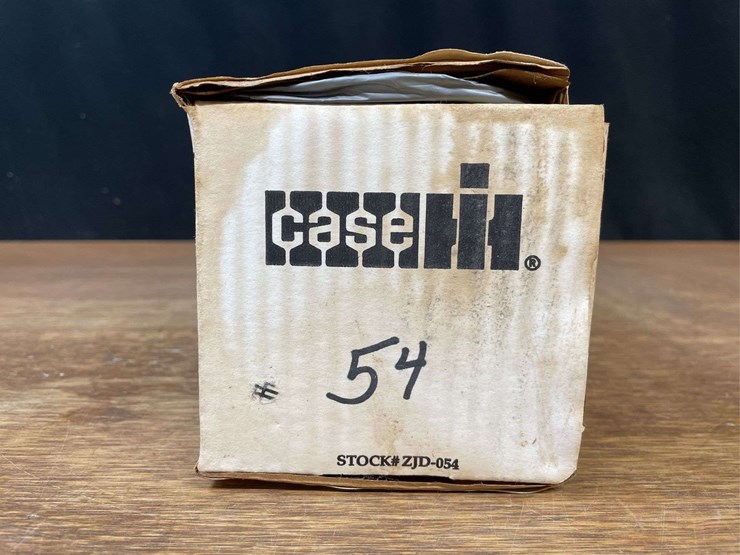 case IH ®
# 54
STOCK# ZJD-054